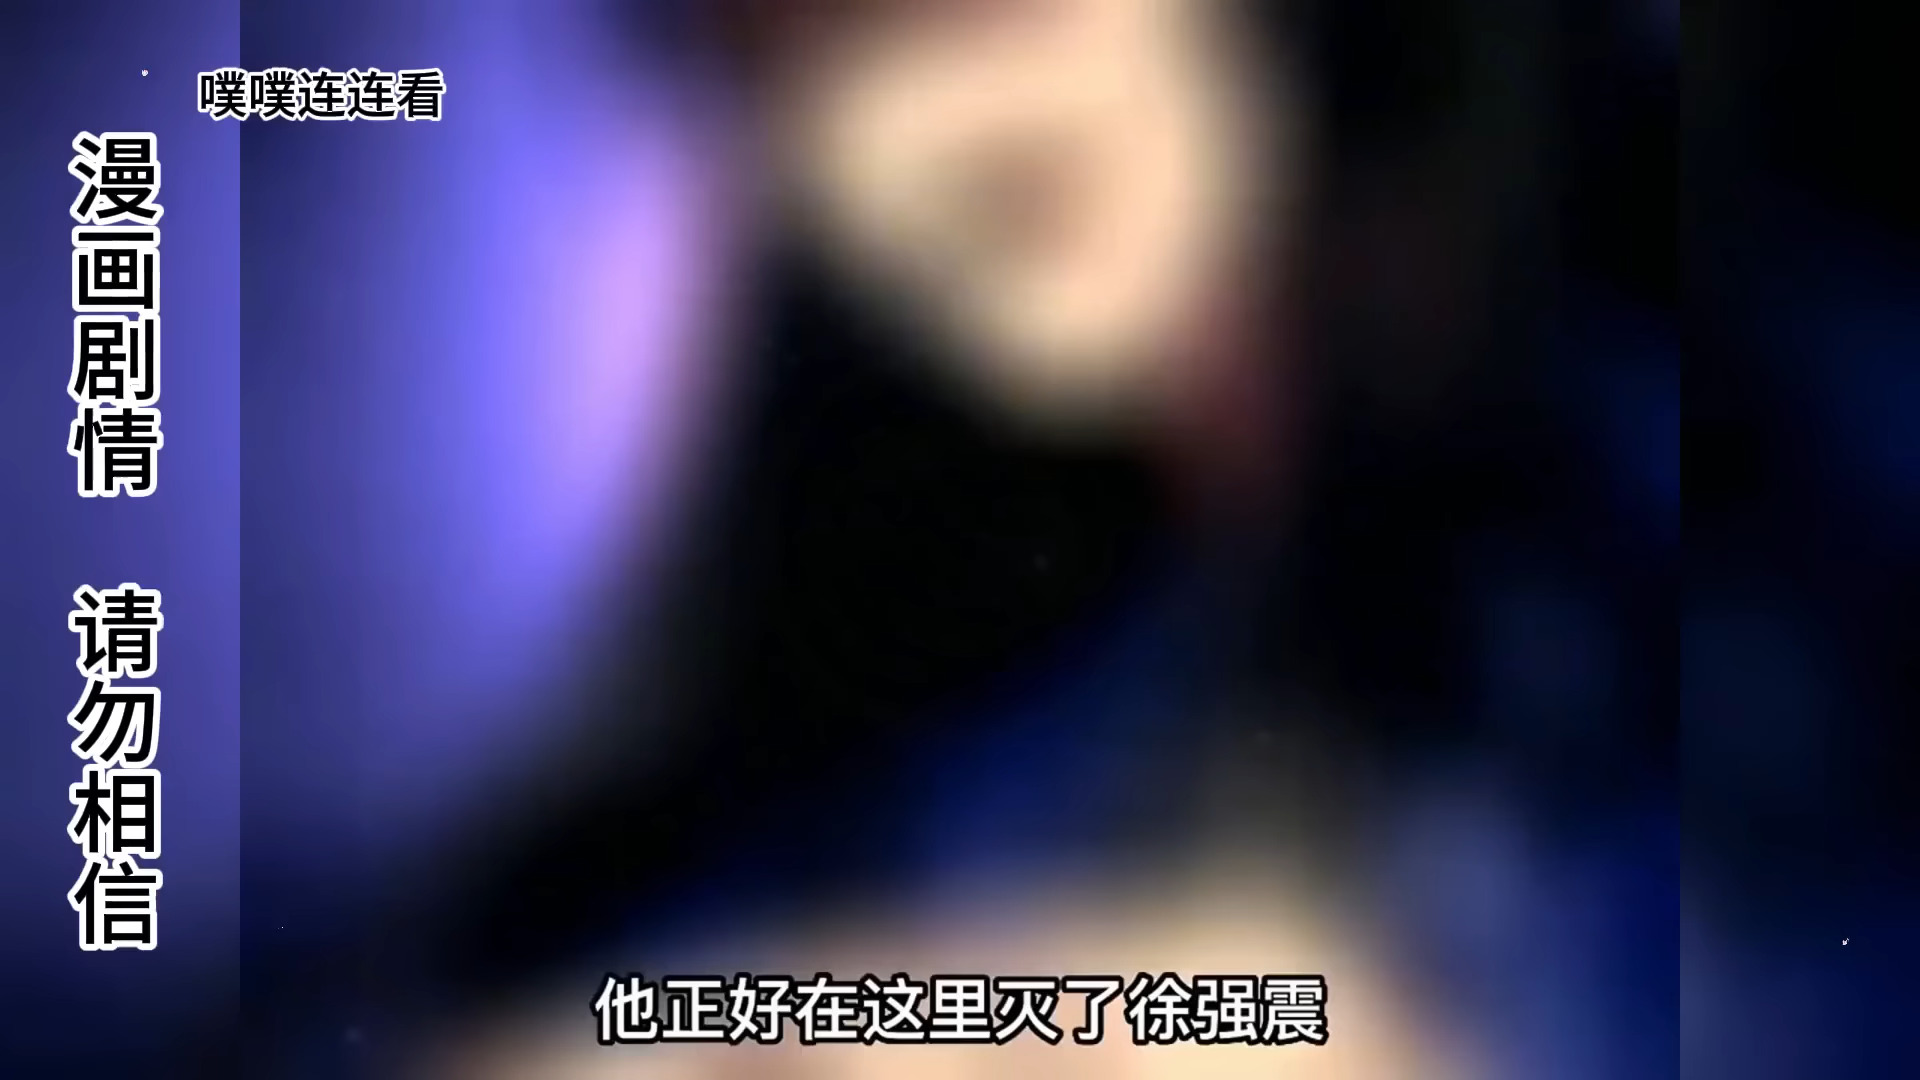 噗噗连连看
漫画剧情 请勿相信
他正好在这里灭了徐强震